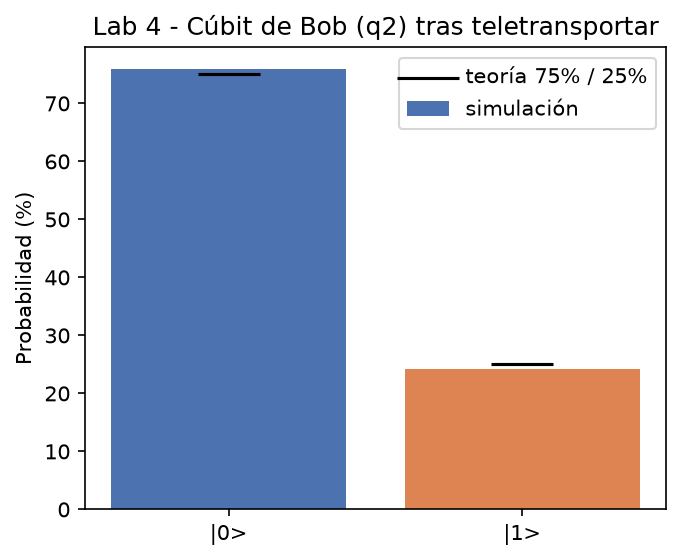 Lab 4 - Cúbit de Bob (q2) tras teletransportar
teoría 75% / 25%
simulación
Probabilidad (%)
70
60
50
40
30
20
10
0
|0>
|1>